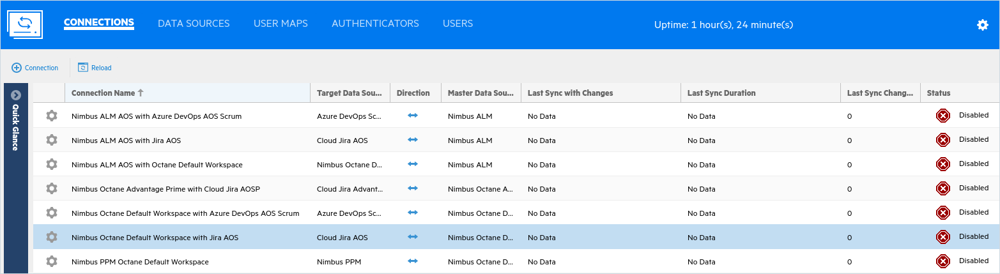 CONNECTIONS DATA SOURCES USER MAPS AUTHENTICATORS USERS Uptime: 1 hour(s), 24 minute(s)
Connection Reload
Quick Glance
Connection Name Target Data Sou... Direction Master Data Sou... Last Sync with Changes Last Sync Duration Last Sync Chang... Status
Nimbus ALM AOS with Azure DevOps AOS Scrum Azure DevOps Sc... Nimbus ALM No Data No Data 0 Disabled
Nimbus ALM AOS with Jira AOS Cloud Jira AOS Nimbus ALM No Data No Data 0 Disabled
Nimbus ALM AOS with Octane Default Workspace Nimbus Octane D... Nimbus ALM No Data No Data 0 Disabled
Nimbus Octane Advantage Prime with Cloud Jira AOSP Cloud Jira Advant... Nimbus Octane A... No Data No Data 0 Disabled
Nimbus Octane Default Workspace with Azure DevOps AOS Scrum Azure DevOps Sc... Nimbus Octane D... No Data No Data 0 Disabled
Nimbus Octane Default Workspace with Jira AOS Cloud Jira AOS Nimbus Octane D... No Data No Data 0 Disabled
Nimbus PPM Octane Default Workspace Nimbus PPM Nimbus Octane D... No Data No Data 0 Disabled